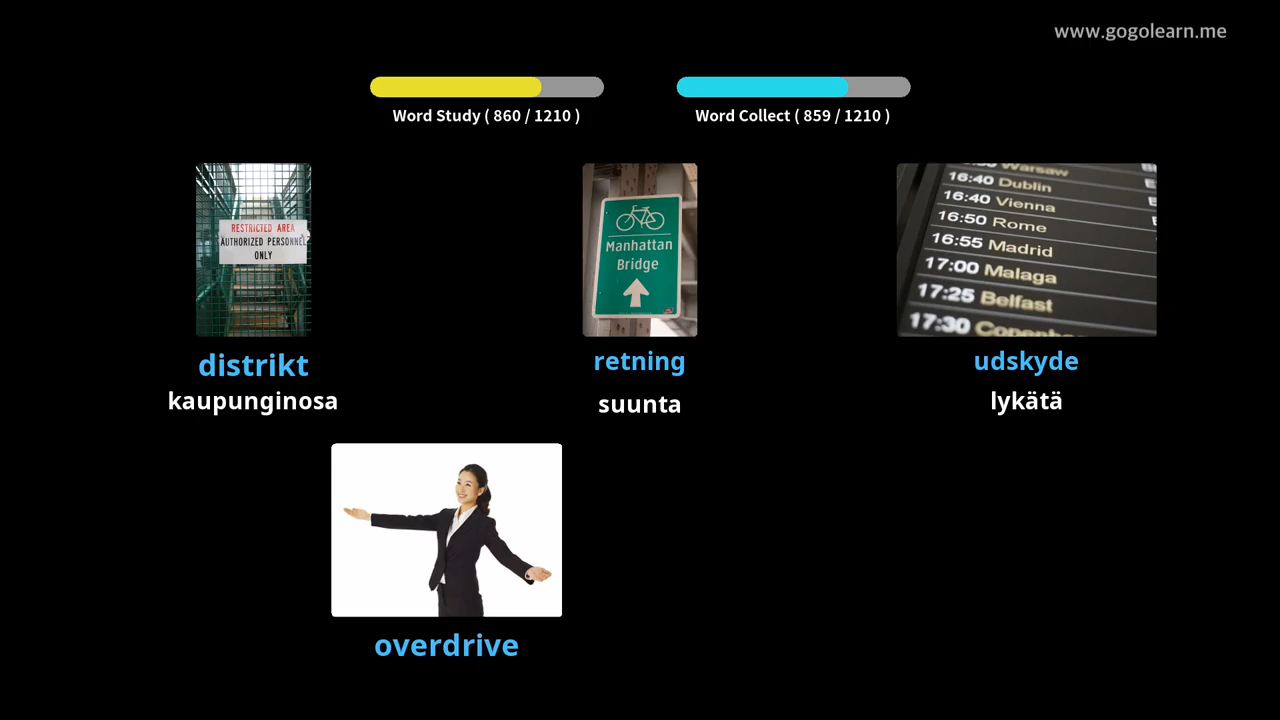 www.gogolearn.me
Word Study ( 860 / 1210 )
Word Collect ( 859 / 1210 )
RESTRICTED AREA
AUTHORIZED PERSONNEL
ONLY
Manhattan
Bridge
Warsaw
16:40 Dublin
16:40 Vienna
16:50 Rome
16:55 Madrid
17:00 Malaga
17:25 Belfast
17:30
distrikt
kaupunginosa
retning
suunta
udskyde
lykätä
overdrive